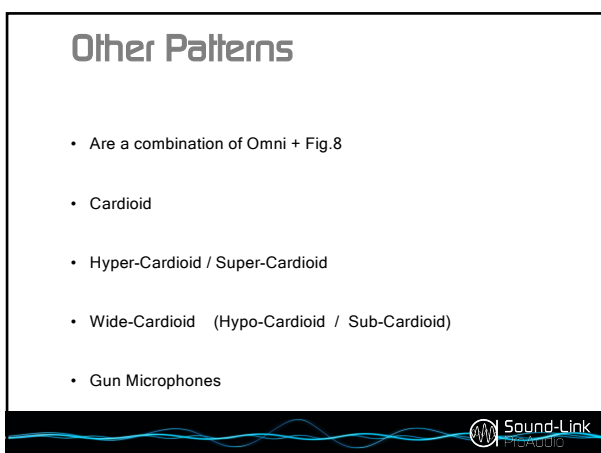 Other Patterns
• Are a combination of Omni + Fig.8
• Cardioid
• Hyper-Cardioid / Super-Cardioid
• Wide-Cardioid (Hypo-Cardioid / Sub-Cardioid)
• Gun Microphones
Sound-Link
ProAudio